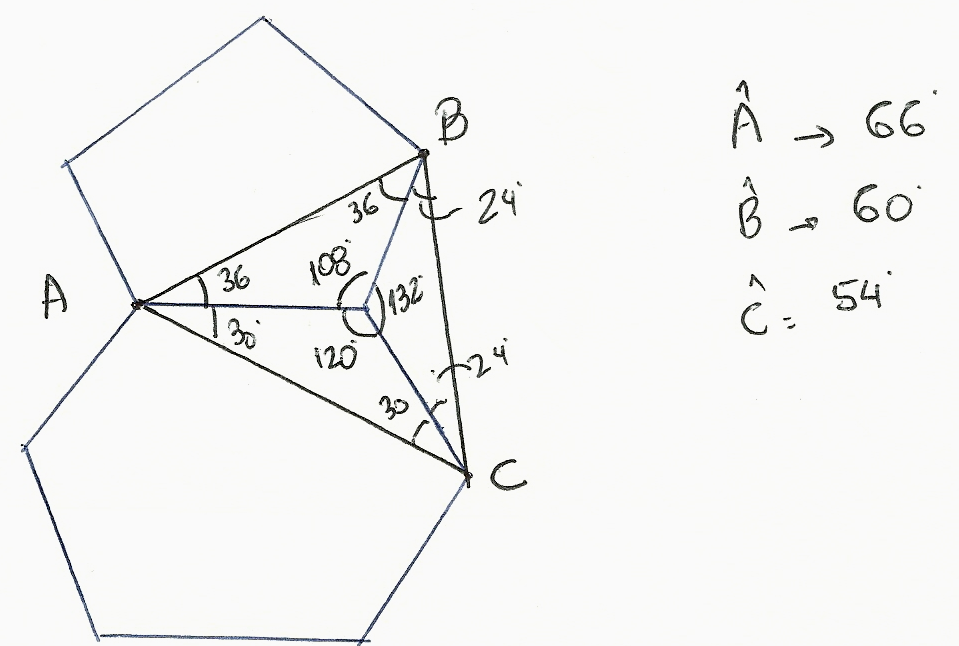 B
24°
36
A
36
108°
132°
30°
120°
24°
30
C
Â → 66°
B̂ → 60°
Ĉ = 54°